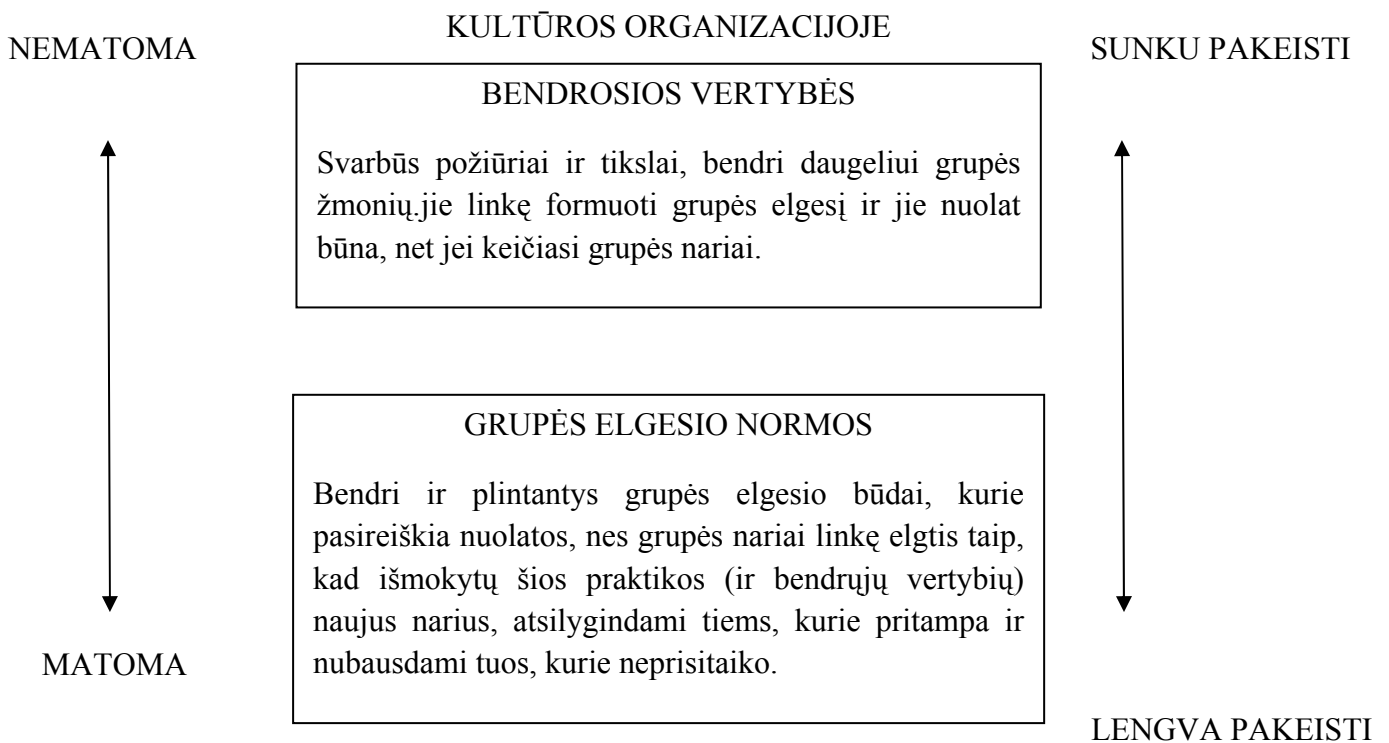 KULTŪROS ORGANIZACIJOJE
NEMATOMA
SUNKU PAKEISTI
BENDROSIOS VERTYBĖS
Svarbūs požiūriai ir tikslai, bendri daugeliui grupės
žmonių.jie linkę formuoti grupės elgesį ir jie nuolat
būna, net jei keičiasi grupės nariai.
GRUPĖS ELGESIO NORMOS
Bendri ir plintantys grupės elgesio būdai, kurie
pasireiškia nuolatos, nes grupės nariai linkę elgtis taip,
kad išmokytų šios praktikos (ir bendrųjų vertybių)
naujus narius, atsilygindami tiems, kurie pritampa ir
nubausdami tuos, kurie neprisitaiko.
MATOMA
LENGVA PAKEISTI